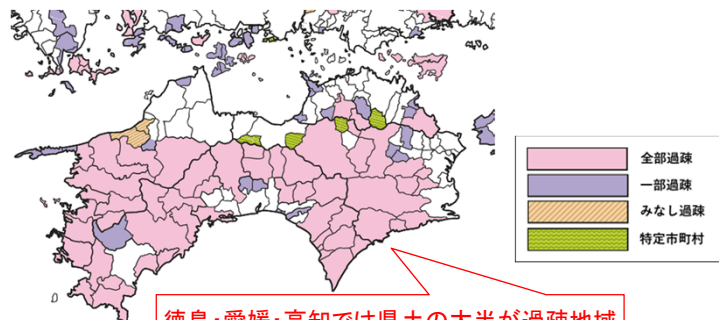 全部過疎
一部過疎
みなし過疎
特定市町村
徳島・愛媛・高知では県土の大半が過疎地域